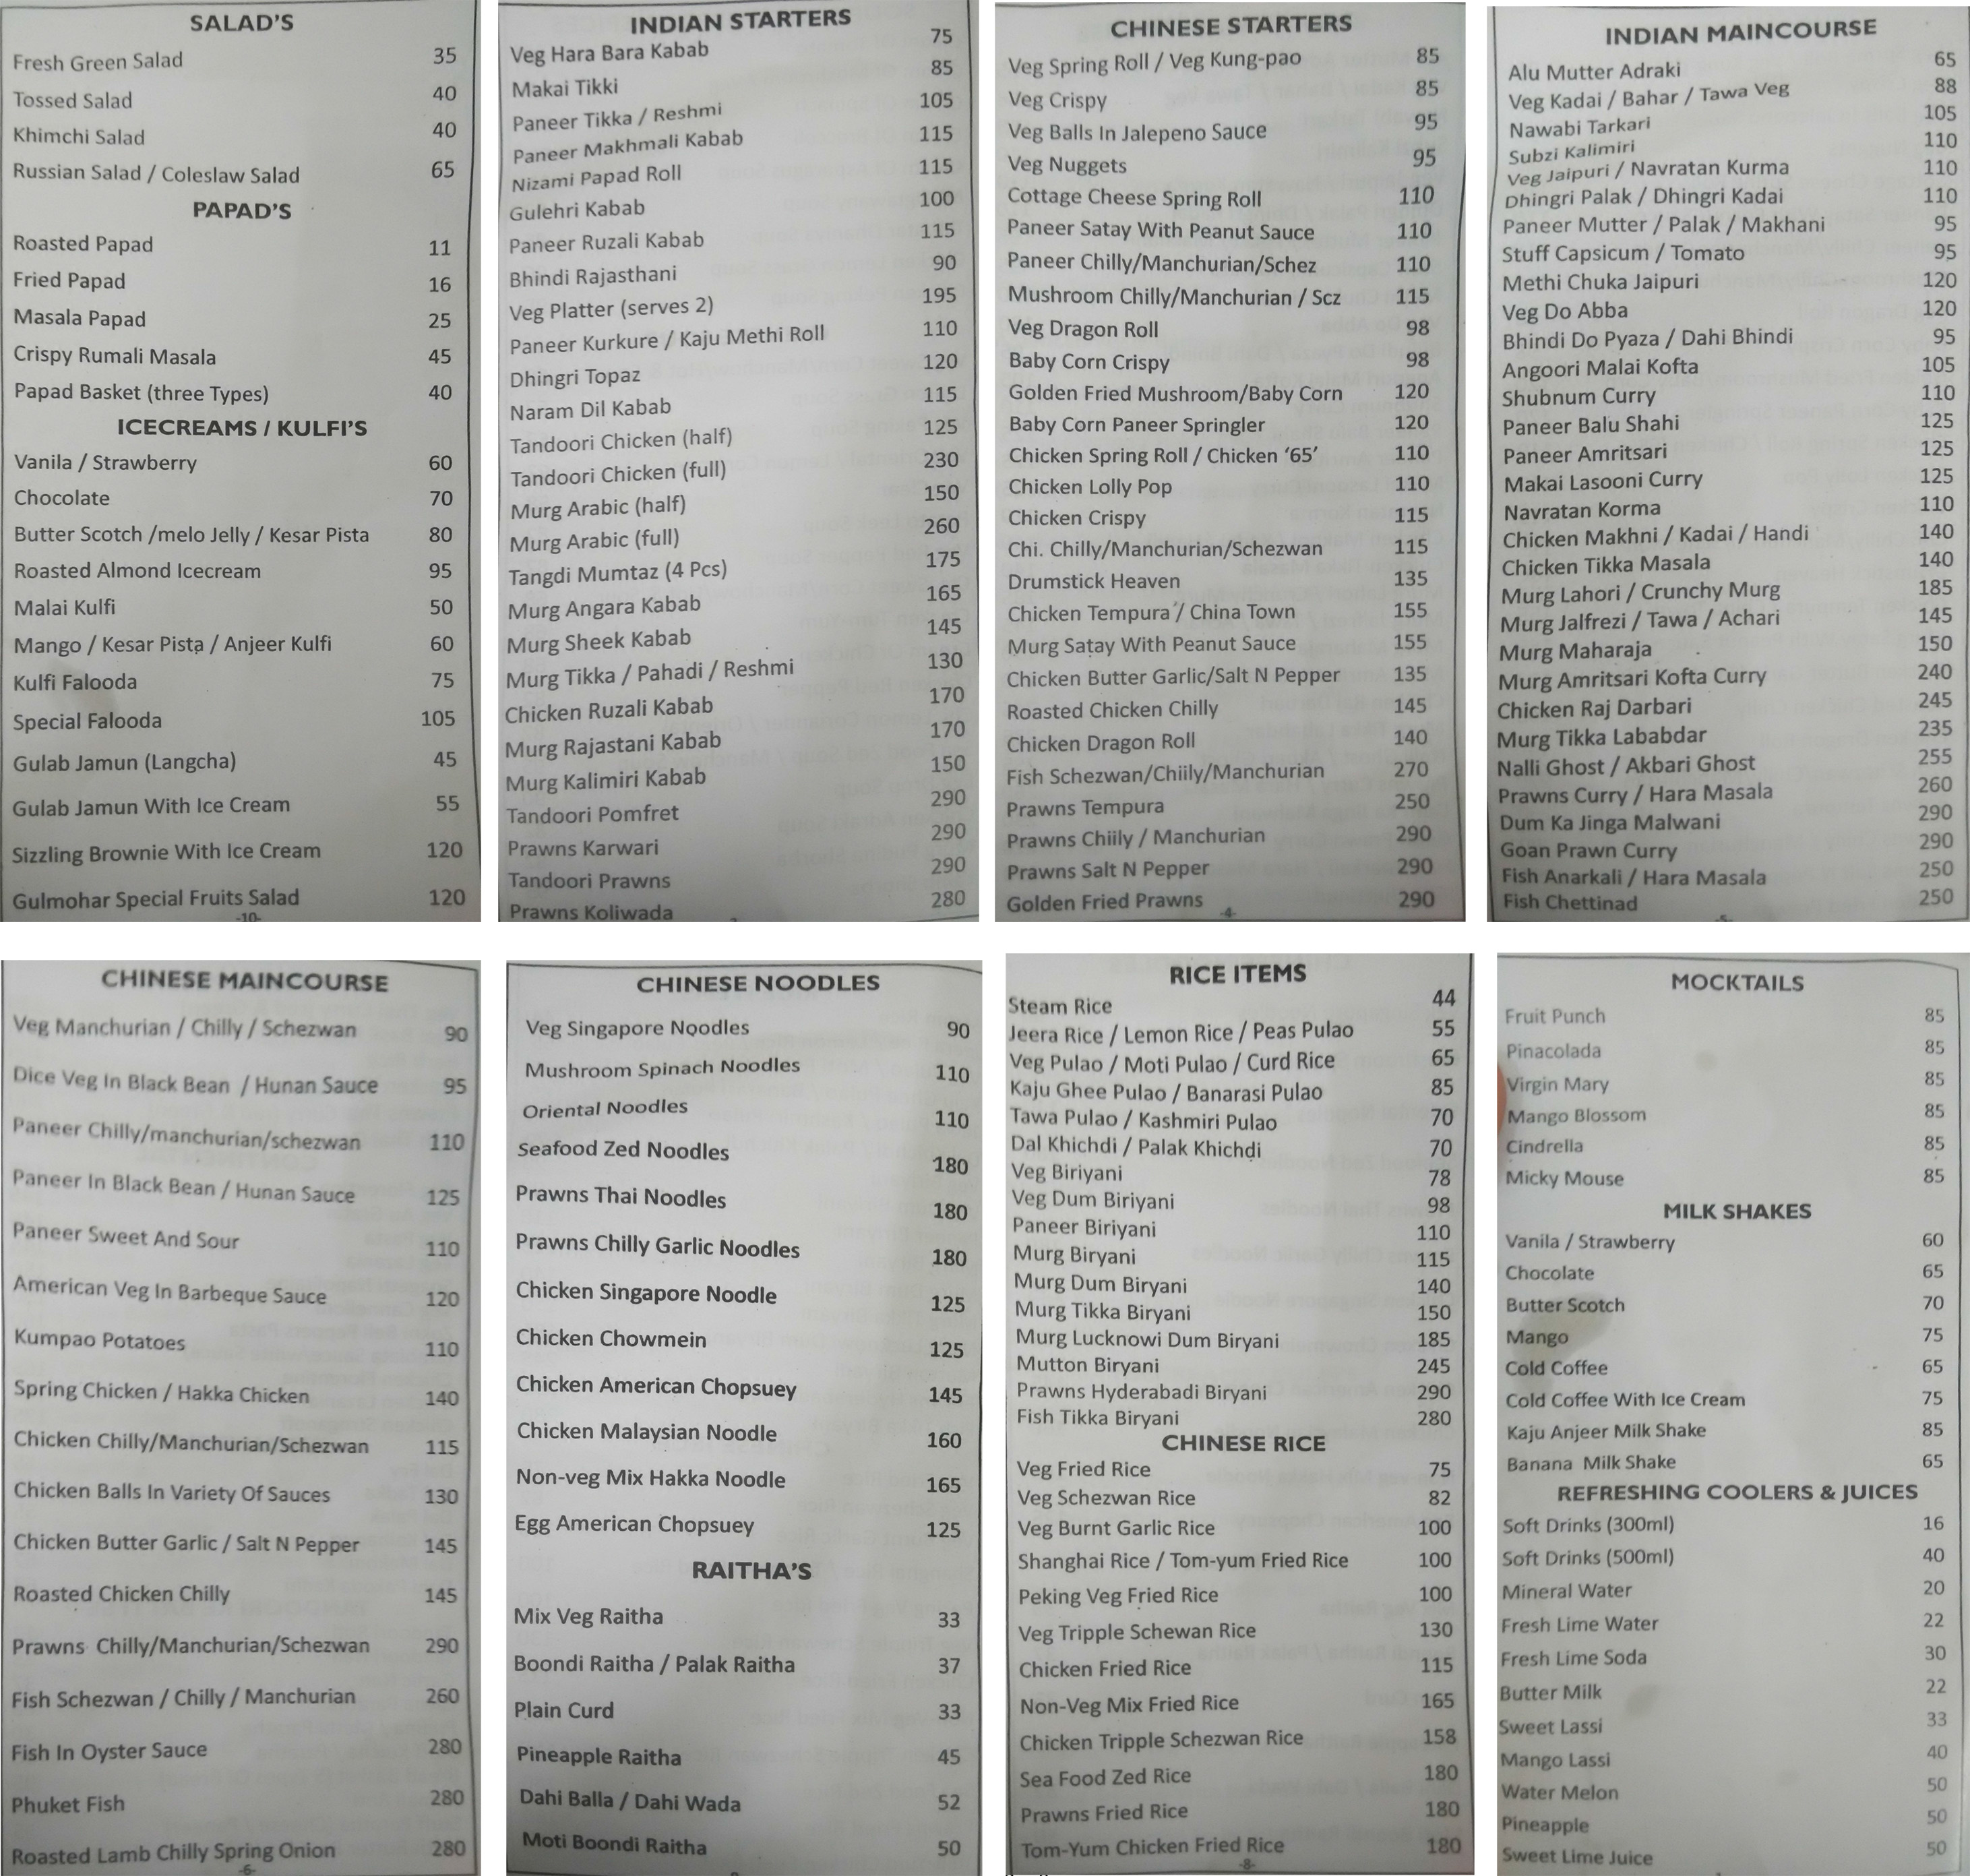 SALAD'S
Fresh Green Salad 35
Tossed Salad 40
Khimchi Salad 40
Russian Salad / Coleslaw Salad 65
PAPAD'S
Roasted Papad 11
Fried Papad 16
Masala Papad 25
Crispy Rumali Masala 45
Papad Basket (three Types) 40
ICECREAMS / KULFI'S
Vanila / Strawberry 60
Chocolate 70
Butter Scotch /melo Jelly / Kesar Pista 80
Roasted Almond Icecream 95
Malai Kulfi 50
Mango / Kesar Pista / Anjeer Kulfi 60
Kulfi Falooda 75
Special Falooda 105
Gulab Jamun (Langcha) 45
Gulab Jamun With Ice Cream 55
Sizzling Brownie With Ice Cream 120
Gulmohar Special Fruits Salad 120
-10-
INDIAN STARTERS
Veg Hara Bara Kabab 75
Makai Tikki 85
Paneer Tikka / Reshmi 105
Paneer Makhmali Kabab 115
Nizami Papad Roll 115
Gulehri Kabab 100
Paneer Ruzali Kabab 115
Bhindi Rajasthani 90
Veg Platter (serves 2) 195
Paneer Kurkure / Kaju Methi Roll 110
Dhingri Topaz 120
Naram Dil Kabab 115
Tandoori Chicken (half) 125
Tandoori Chicken (full) 230
Murg Arabic (half) 150
Murg Arabic (full) 260
Tangdi Mumtaz (4 Pcs) 175
Murg Angara Kabab 165
Murg Sheek Kabab 145
Murg Tikka / Pahadi / Reshmi 130
Chicken Ruzali Kabab 170
Murg Rajastani Kabab 170
Murg Kalimiri Kabab 150
Tandoori Pomfret 290
Prawns Karwari 290
Tandoori Prawns 290
Prawns Koliwada 280
CHINESE STARTERS
Veg Spring Roll / Veg Kung-pao 85
Veg Crispy 85
Veg Balls In Jalepeno Sauce 95
Veg Nuggets 95
Cottage Cheese Spring Roll 110
Paneer Satay With Peanut Sauce 110
Paneer Chilly/Manchurian/Schez 110
Mushroom Chilly/Manchurian / Scz 115
Veg Dragon Roll 98
Baby Corn Crispy 98
Golden Fried Mushroom/Baby Corn 120
Baby Corn Paneer Springler 120
Chicken Spring Roll / Chicken '65' 110
Chicken Lolly Pop 110
Chicken Crispy 115
Chi. Chilly/Manchurian/Schezwan 115
Drumstick Heaven 135
Chicken Tempura / China Town 155
Murg Satay With Peanut Sauce 155
Chicken Butter Garlic/Salt N Pepper 135
Roasted Chicken Chilly 145
Chicken Dragon Roll 140
Fish Schezwan/Chiily/Manchurian 270
Prawns Tempura 250
Prawns Chiily / Manchurian 290
Prawns Salt N Pepper 290
Golden Fried Prawns 290
-4-
INDIAN MAINCOURSE
Alu Mutter Adraki 65
Veg Kadai / Bahar / Tawa Veg 88
Nawabi Tarkari 105
Subzi Kalimiri 110
Veg Jaipuri / Navratan Kurma 110
Dhingri Palak / Dhingri Kadai 110
Paneer Mutter / Palak / Makhani 95
Stuff Capsicum / Tomato 95
Methi Chuka Jaipuri 120
Veg Do Abba 120
Bhindi Do Pyaza / Dahi Bhindi 95
Angoori Malai Kofta 105
Shubnum Curry 110
Paneer Balu Shahi 125
Paneer Amritsari 125
Makai Lasooni Curry 125
Navratan Korma 110
Chicken Makhni / Kadai / Handi 140
Chicken Tikka Masala 140
Murg Lahori / Crunchy Murg 185
Murg Jalfrezi / Tawa / Achari 145
Murg Maharaja 150
Murg Amritsari Kofta Curry 240
Chicken Raj Darbari 245
Murg Tikka Lababdar 235
Nalli Ghost / Akbari Ghost 255
Prawns Curry / Hara Masala 260
Dum Ka Jinga Malwani 290
Goan Prawn Curry 290
Fish Anarkali / Hara Masala 250
Fish Chettinad 250
CHINESE MAINCOURSE
Veg Manchurian / Chilly / Schezwan 90
Dice Veg In Black Bean / Hunan Sauce 95
Paneer Chilly/manchurian/schezwan 110
Paneer In Black Bean / Hunan Sauce 125
Paneer Sweet And Sour 110
American Veg In Barbeque Sauce 120
Kumpao Potatoes 110
Spring Chicken / Hakka Chicken 140
Chicken Chilly/Manchurian/Schezwan 115
Chicken Balls In Variety Of Sauces 130
Chicken Butter Garlic / Salt N Pepper 145
Roasted Chicken Chilly 145
Prawns Chilly/Manchurian/Schezwan 290
Fish Schezwan / Chilly / Manchurian 260
Fish In Oyster Sauce 280
Phuket Fish 280
Roasted Lamb Chilly Spring Onion 280
-6-
CHINESE NOODLES
Veg Singapore Noodles 90
Mushroom Spinach Noodles 110
Oriental Noodles 110
Seafood Zed Noodles 180
Prawns Thai Noodles 180
Prawns Chilly Garlic Noodles 180
Chicken Singapore Noodle 125
Chicken Chowmein 125
Chicken American Chopsuey 145
Chicken Malaysian Noodle 160
Non-veg Mix Hakka Noodle 165
Egg American Chopsuey 125
RAITHA'S
Mix Veg Raitha 33
Boondi Raitha / Palak Raitha 37
Plain Curd 33
Pineapple Raitha 45
Dahi Balla / Dahi Wada 52
Moti Boondi Raitha 50
RICE ITEMS
Steam Rice 44
Jeera Rice / Lemon Rice / Peas Pulao 55
Veg Pulao / Moti Pulao / Curd Rice 65
Kaju Ghee Pulao / Banarasi Pulao 85
Tawa Pulao / Kashmiri Pulao 70
Dal Khichdi / Palak Khichdi 70
Veg Biriyani 78
Veg Dum Biriyani 98
Paneer Biriyani 110
Murg Biryani 115
Murg Dum Biryani 140
Murg Tikka Biryani 150
Murg Lucknowi Dum Biryani 185
Mutton Biryani 245
Prawns Hyderabadi Biryani 290
Fish Tikka Biryani 280
CHINESE RICE
Veg Fried Rice 75
Veg Schezwan Rice 82
Veg Burnt Garlic Rice 100
Shanghai Rice / Tom-yum Fried Rice 100
Peking Veg Fried Rice 100
Veg Tripple Schewan Rice 130
Chicken Fried Rice 115
Non-Veg Mix Fried Rice 165
Chicken Tripple Schezwan Rice 158
Sea Food Zed Rice 180
Prawns Fried Rice 180
Tom-Yum Chicken Fried Rice 180
-8-
MOCKTAILS
Fruit Punch 85
Pinacolada 85
Virgin Mary 85
Mango Blossom 85
Cindrella 85
Micky Mouse 85
MILK SHAKES
Vanila / Strawberry 60
Chocolate 65
Butter Scotch 70
Mango 75
Cold Coffee 65
Cold Coffee With Ice Cream 75
Kaju Anjeer Milk Shake 85
Banana Milk Shake 65
REFRESHING COOLERS & JUICES
Soft Drinks (300ml) 16
Soft Drinks (500ml) 40
Mineral Water 20
Fresh Lime Water 22
Fresh Lime Soda 30
Butter Milk 22
Sweet Lassi 33
Mango Lassi 40
Water Melon 50
Pineapple 50
Sweet Lime Juice 50